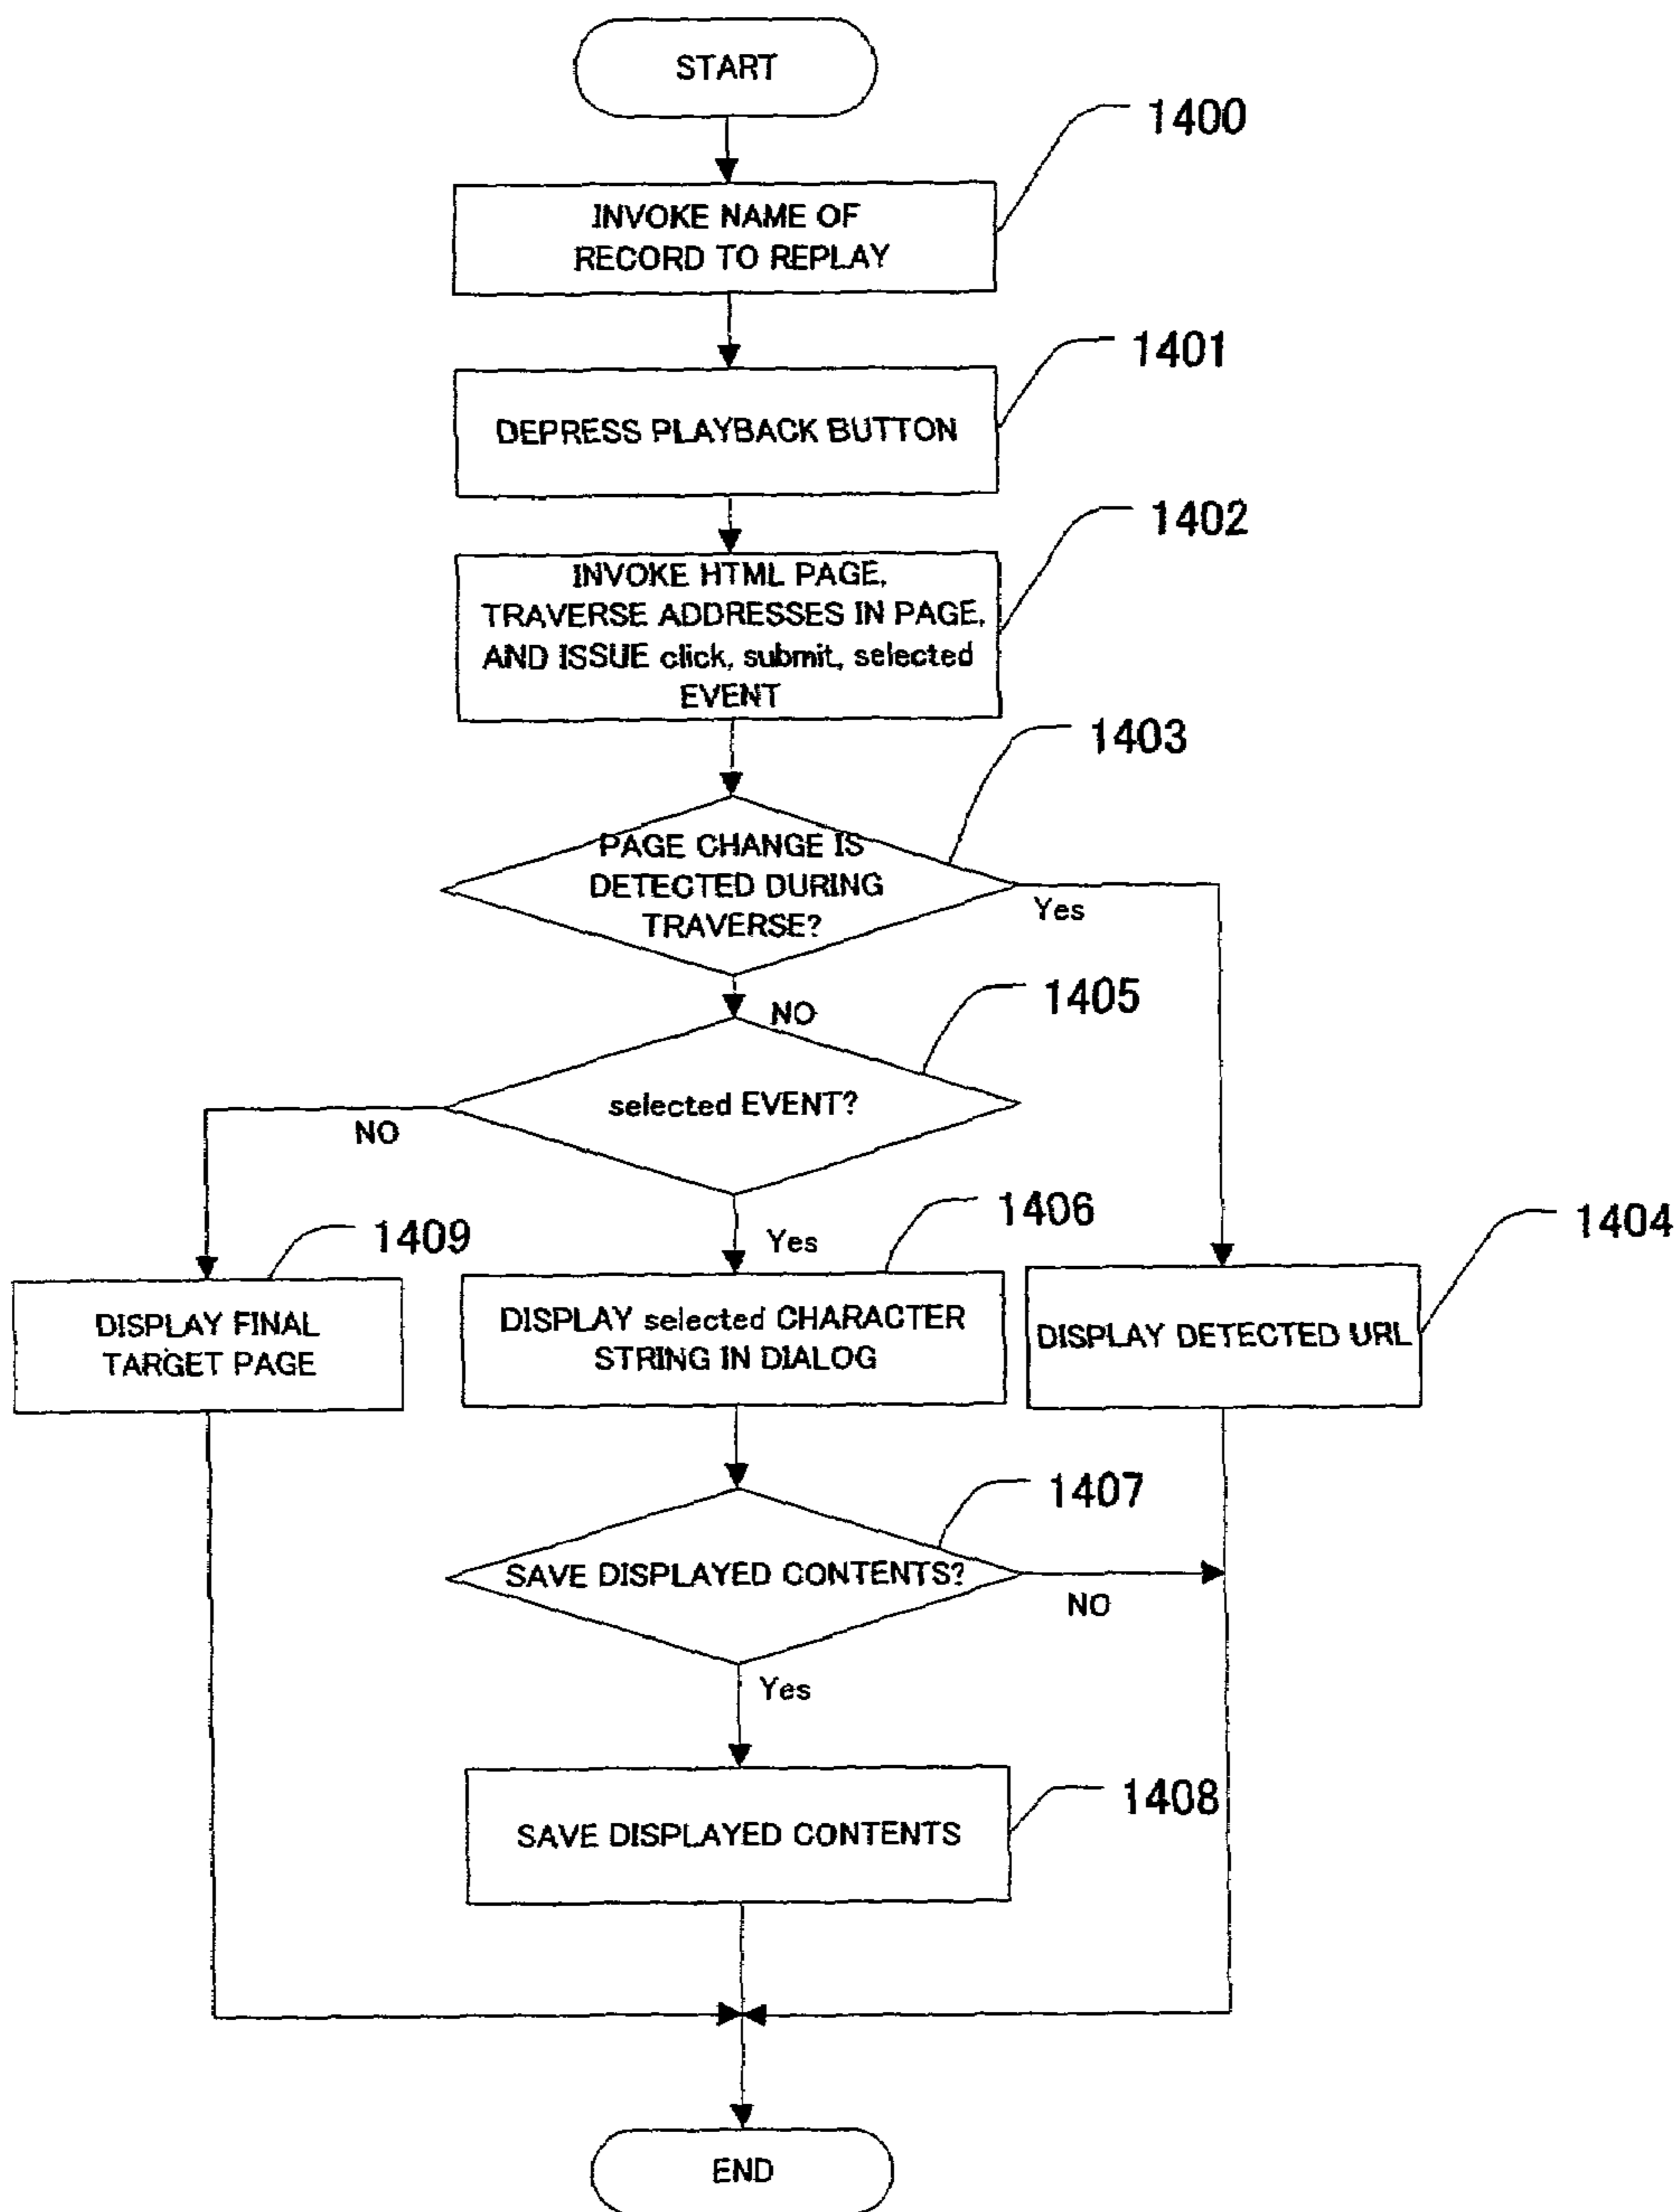 START
1400
INVOKE NAME OF
RECORD TO REPLAY
1401
DEPRESS PLAYBACK BUTTON
1402
INVOKE HTML PAGE,
TRAVERSE ADDRESSES IN PAGE,
AND ISSUE click, submit, selected
EVENT
1403
PAGE CHANGE IS
DETECTED DURING
TRAVERSE?
Yes
NO
1405
selected EVENT?
NO
Yes
1409
DISPLAY FINAL
TARGET PAGE
1406
DISPLAY selected CHARACTER
STRING IN DIALOG
1404
DISPLAY DETECTED URL
1407
SAVE DISPLAYED CONTENTS?
NO
Yes
1408
SAVE DISPLAYED CONTENTS
END